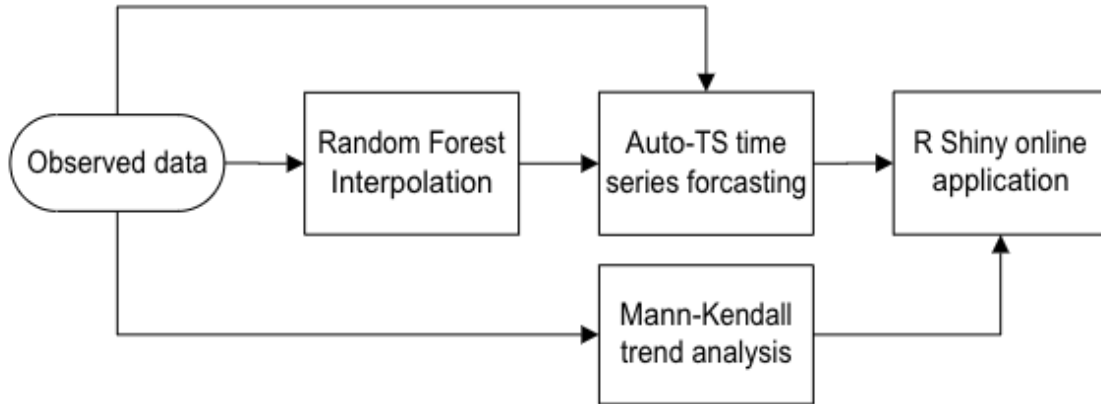 Observed data
Random Forest
Interpolation
Auto-TS time
series forcasting
R Shiny online
application
Mann-Kendall
trend analysis